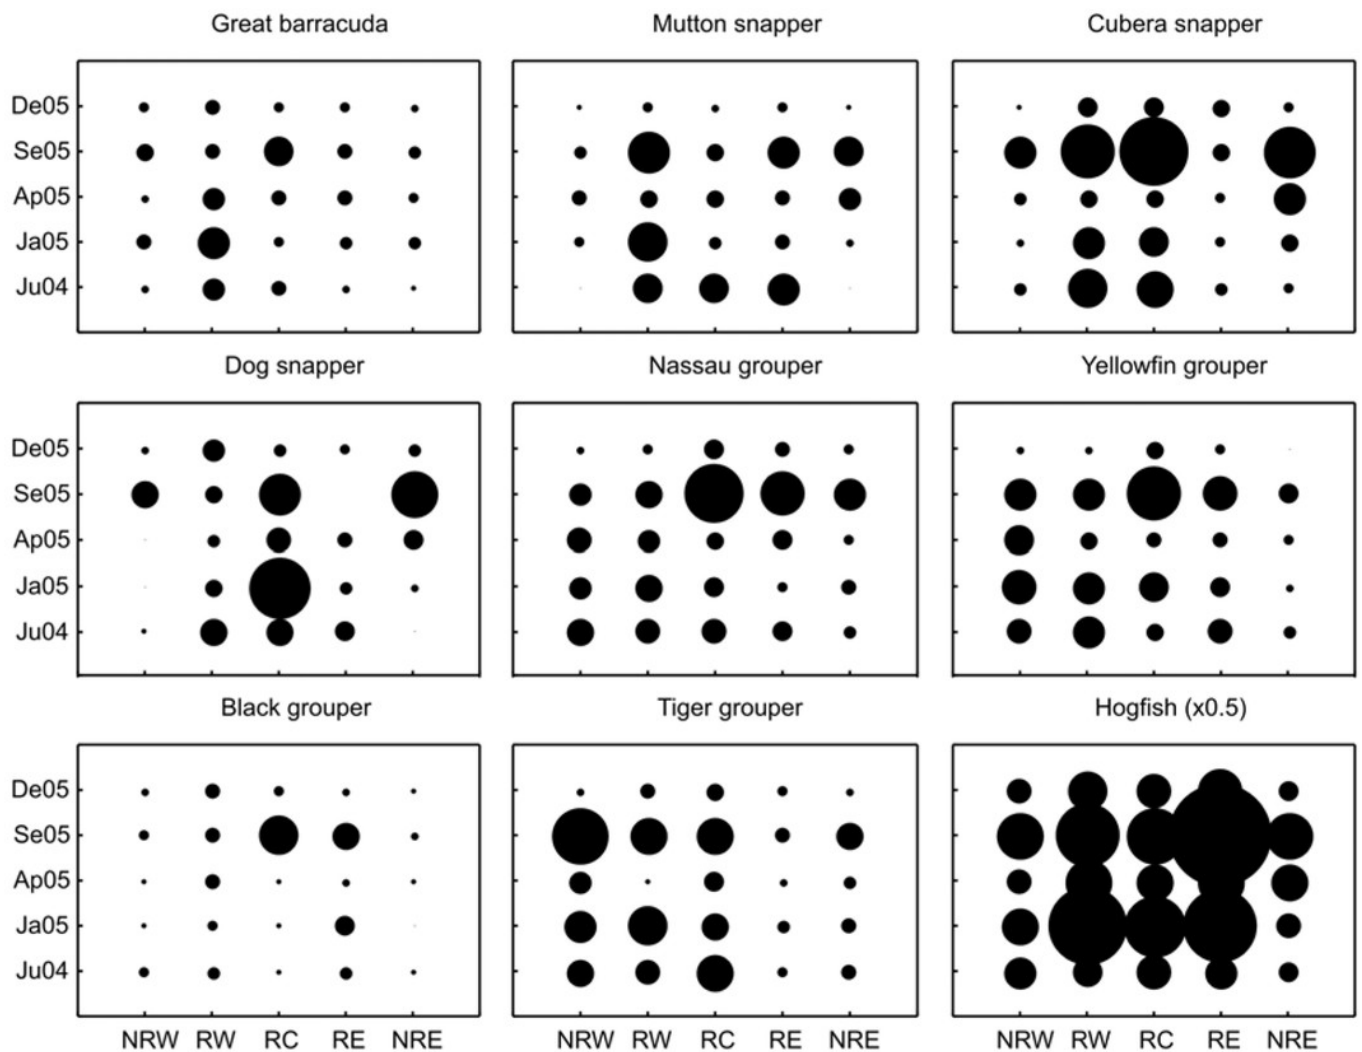 Great barracuda Mutton snapper Cubera snapper
De05
Se05
Ap05
Ja05
Ju04
Dog snapper Nassau grouper Yellowfin grouper
De05
Se05
Ap05
Ja05
Ju04
Black grouper Tiger grouper Hogfish (x0.5)
De05
Se05
Ap05
Ja05
Ju04
NRW RW RC RE NRE NRW RW RC RE NRE NRW RW RC RE NRE